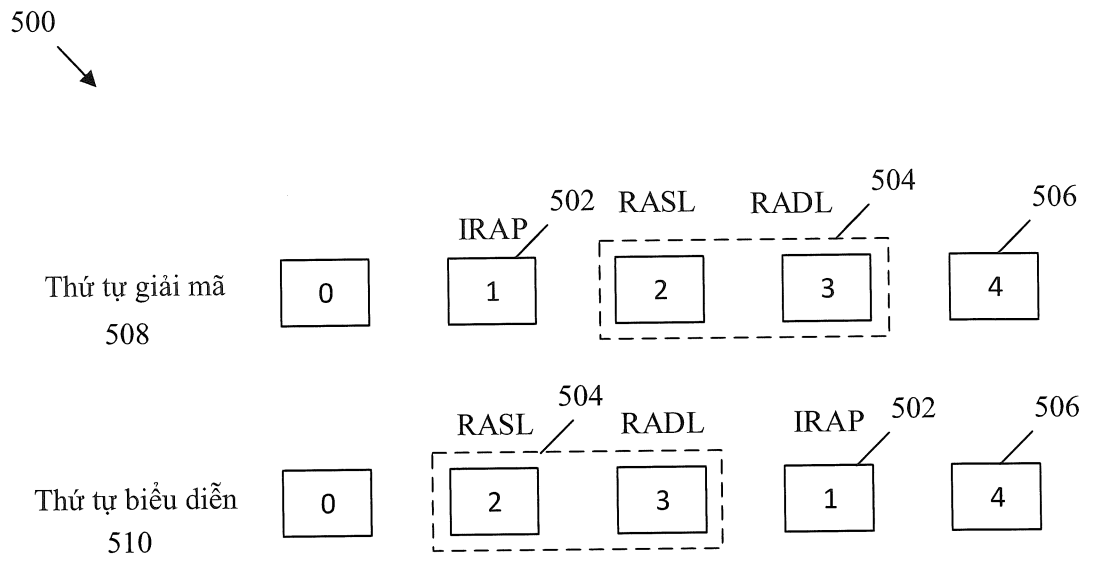 500
RASL RADL 504
IRAP 502 506
Thứ tự giải mã 0 1 2 3 4
508
504
RASL RADL IRAP 502 506
Thứ tự biểu diễn 0 2 3 1 4
510